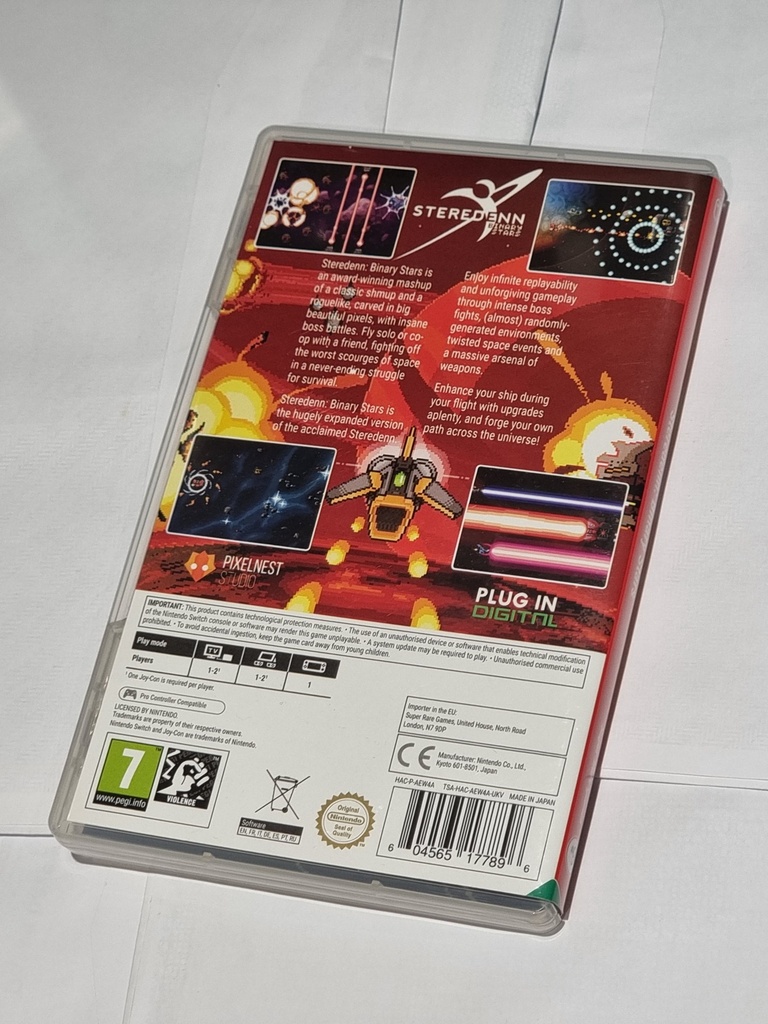 STEREDENN
BINARY
STARS
Steredenn: Binary Stars is
an award-winning mashup
of a classic shmup and a
roguelike, carved in big
beautiful pixels, with insane
boss battles. Fly solo or co-
op with a friend, fighting off
the worst scourges of space
in a never-ending struggle
for survival.
Steredenn: Binary Stars is
the hugely expanded version
of the acclaimed Steredenn.
Enjoy infinite replayability
and unforgiving gameplay
through intense boss
fights, (almost) randomly-
generated environments,
twisted space events and
a massive arsenal of
weapons.
Enhance your ship during
your flight with upgrades
aplenty, and forge your own
path across the universe!
PIXELNEST
STUDIO
PLUG IN
DIGITAL
IMPORTANT: This product contains technological protection measures. • The use of an unauthorised device or software that enables technical modification
of the Nintendo Switch console or software may render this game unplayable. • A system update may be required to play. • Unauthorised commercial use
prohibited. • To avoid accidental ingestion, keep the game card away from young children.
Play mode
TV
Players
1-2*
1-2*
1
* One Joy-Con is required per player.
Pro Controller Compatible
LICENSED BY NINTENDO.
Trademarks are property of their respective owners.
Nintendo Switch and Joy-Con are trademarks of Nintendo.
Importer in the EU:
Super Rare Games, United House, North Road
London, N7 9DP
CE
Manufacturer: Nintendo Co., Ltd.,
Kyoto 601-8501, Japan
HAC-P-AEW4A TSA-HAC-AEW4A-UKV MADE IN JAPAN
7
www.pegi.info
VIOLENCE
Software
EN, FR, IT, DE, ES, PT, RU
Original
Nintendo
Seal of
Quality
6 04565 17789 6